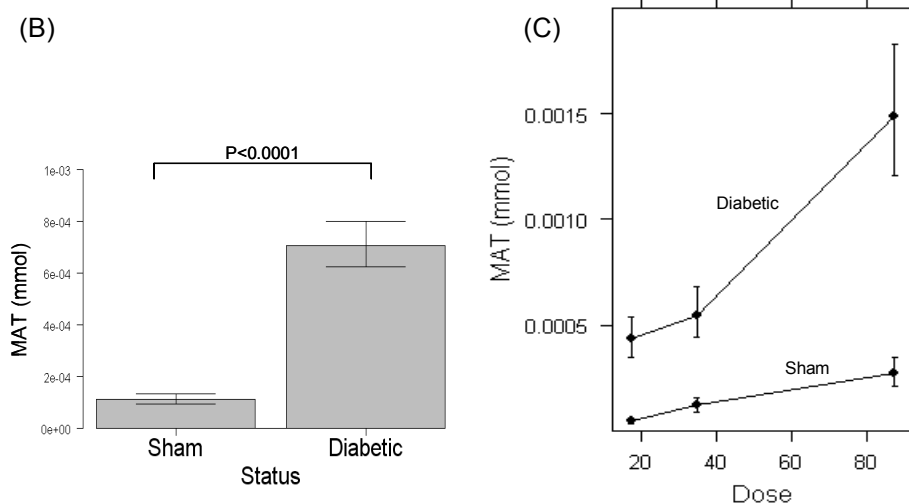 (B)
P<0.0001
1e-03
8e-04
6e-04
4e-04
2e-04
0e+00
MAT (mmol)
Sham Diabetic
Status
(C)
0.0015
0.0010
0.0005
MAT (mmol)
Diabetic
Sham
20 40 60 80
Dose